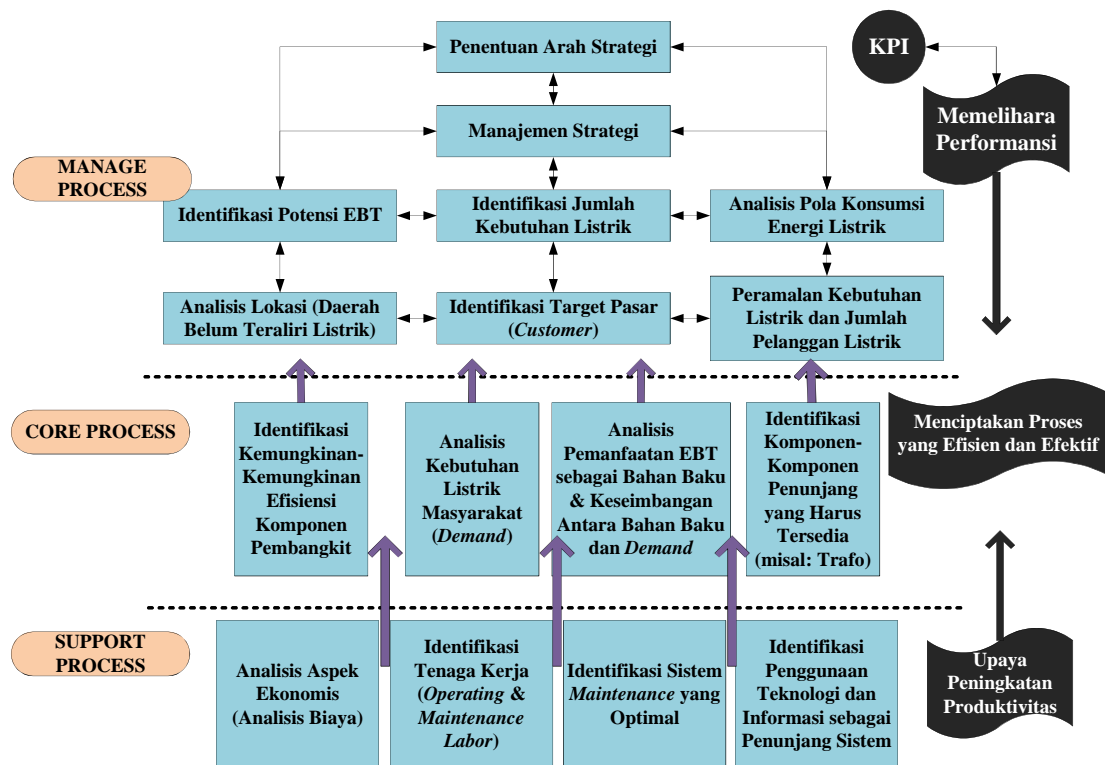 Penentuan Arah Strategi
KPI
Memelihara
Performansi
Manajemen Strategi
MANAGE
PROCESS
Identifikasi Potensi EBT
Identifikasi Jumlah
Kebutuhan Listrik
Analisis Pola Konsumsi
Energi Listrik
Analisis Lokasi (Daerah
Belum Teraliri Listrik)
Identifikasi Target Pasar
(Customer)
Peramalan Kebutuhan
Listrik dan Jumlah
Pelanggan Listrik
CORE PROCESS
Identifikasi
Kemungkinan-
Kemungkinan
Efisiensi
Komponen
Pembangkit
Analisis
Kebutuhan
Listrik
Masyarakat
(Demand)
Analisis
Pemanfaatan EBT
sebagai Bahan Baku
& Keseimbangan
Antara Bahan Baku
dan Demand
Identifikasi
Komponen-
Komponen
Penunjang
yang Harus
Tersedia
(misal: Trafo)
Menciptakan Proses
yang Efisien dan Efektif
SUPPORT
PROCESS
Analisis Aspek
Ekonomis
(Analisis Biaya)
Identifikasi
Tenaga Kerja
(Operating &
Maintenance
Labor)
Identifikasi Sistem
Maintenance yang
Optimal
Identifikasi
Penggunaan
Teknologi dan
Informasi sebagai
Penunjang Sistem
Upaya
Peningkatan
Produktivitas